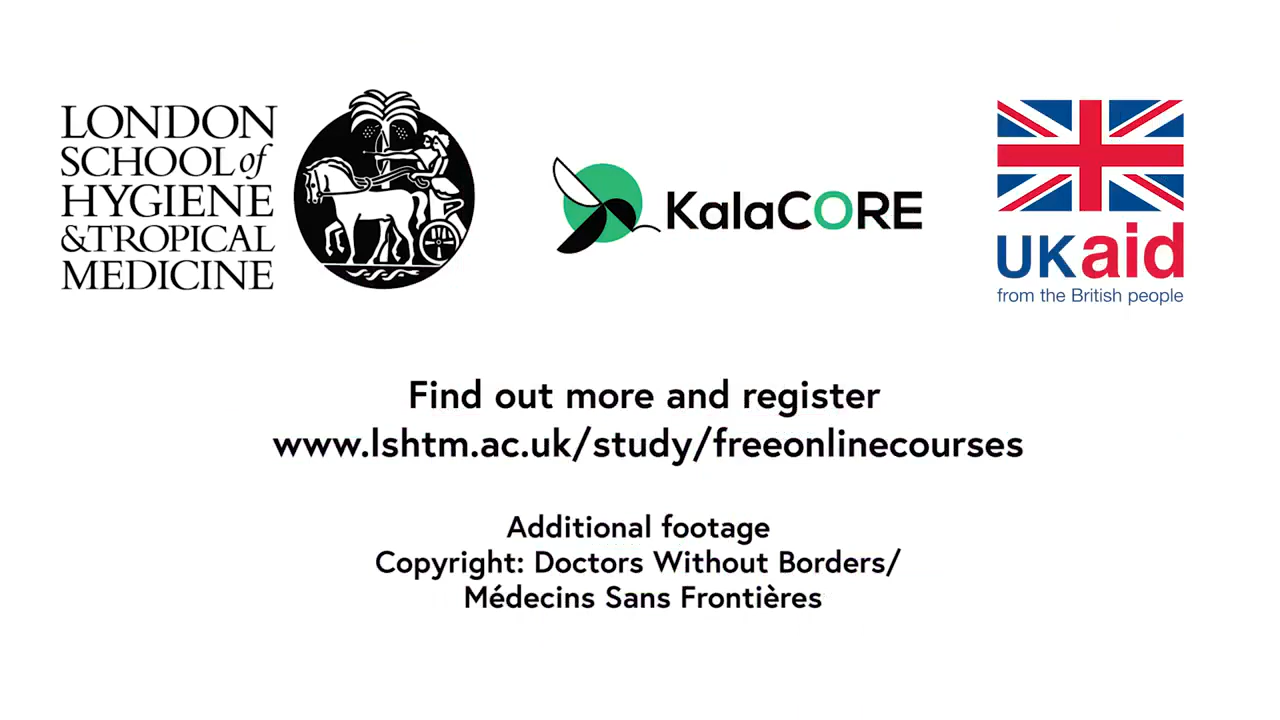 LONDON
SCHOOL of
HYGIENE
& TROPICAL
MEDICINE
KalaCORE
UKaid
from the British people
Find out more and register
www.lshtm.ac.uk/study/freeonlinecourses
Additional footage
Copyright: Doctors Without Borders/
Médecins Sans Frontières